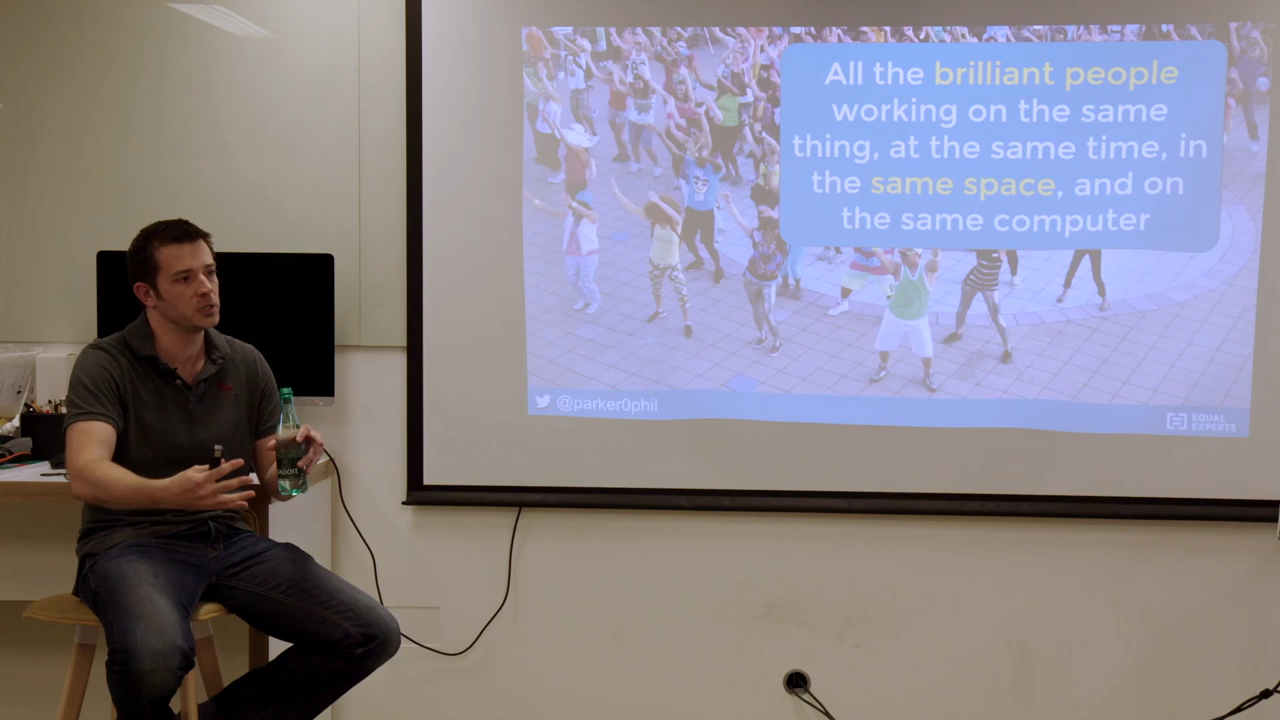 All the brilliant people
working on the same
thing, at the same time, in
the same space, and on
the same computer
@parker0phil
EQUAL
EXPERTS